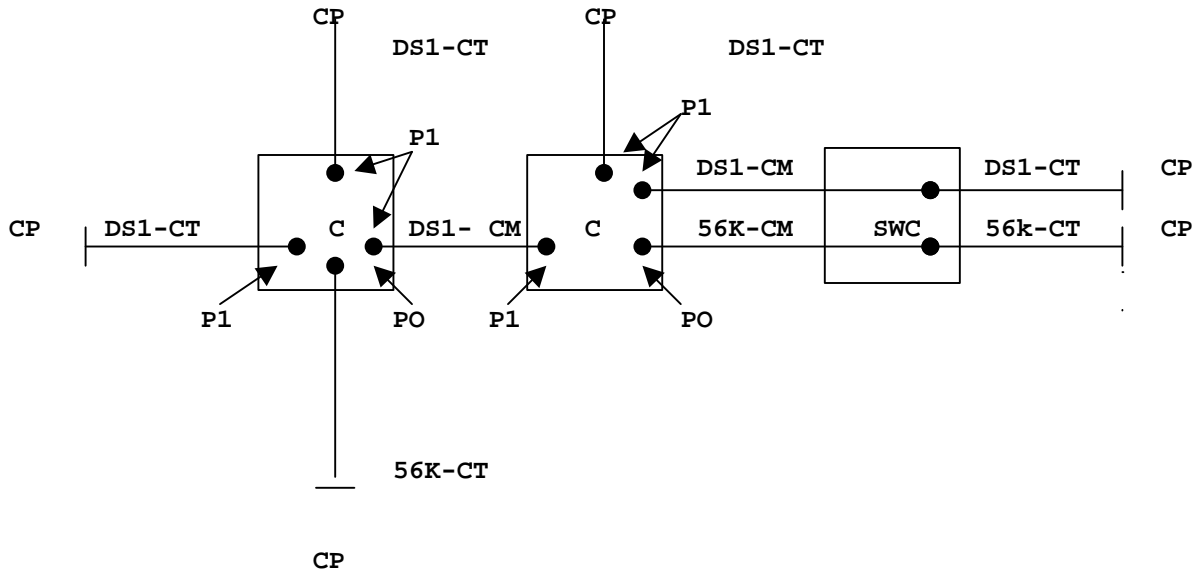 CP CP
DS1-CT DS1-CT
P1
P1
DS1-CM DS1-CT CP
CP DS1-CT C DS1- CM C 56K-CM SWC 56k-CT CP
P1 PO P1 PO
56K-CT
CP